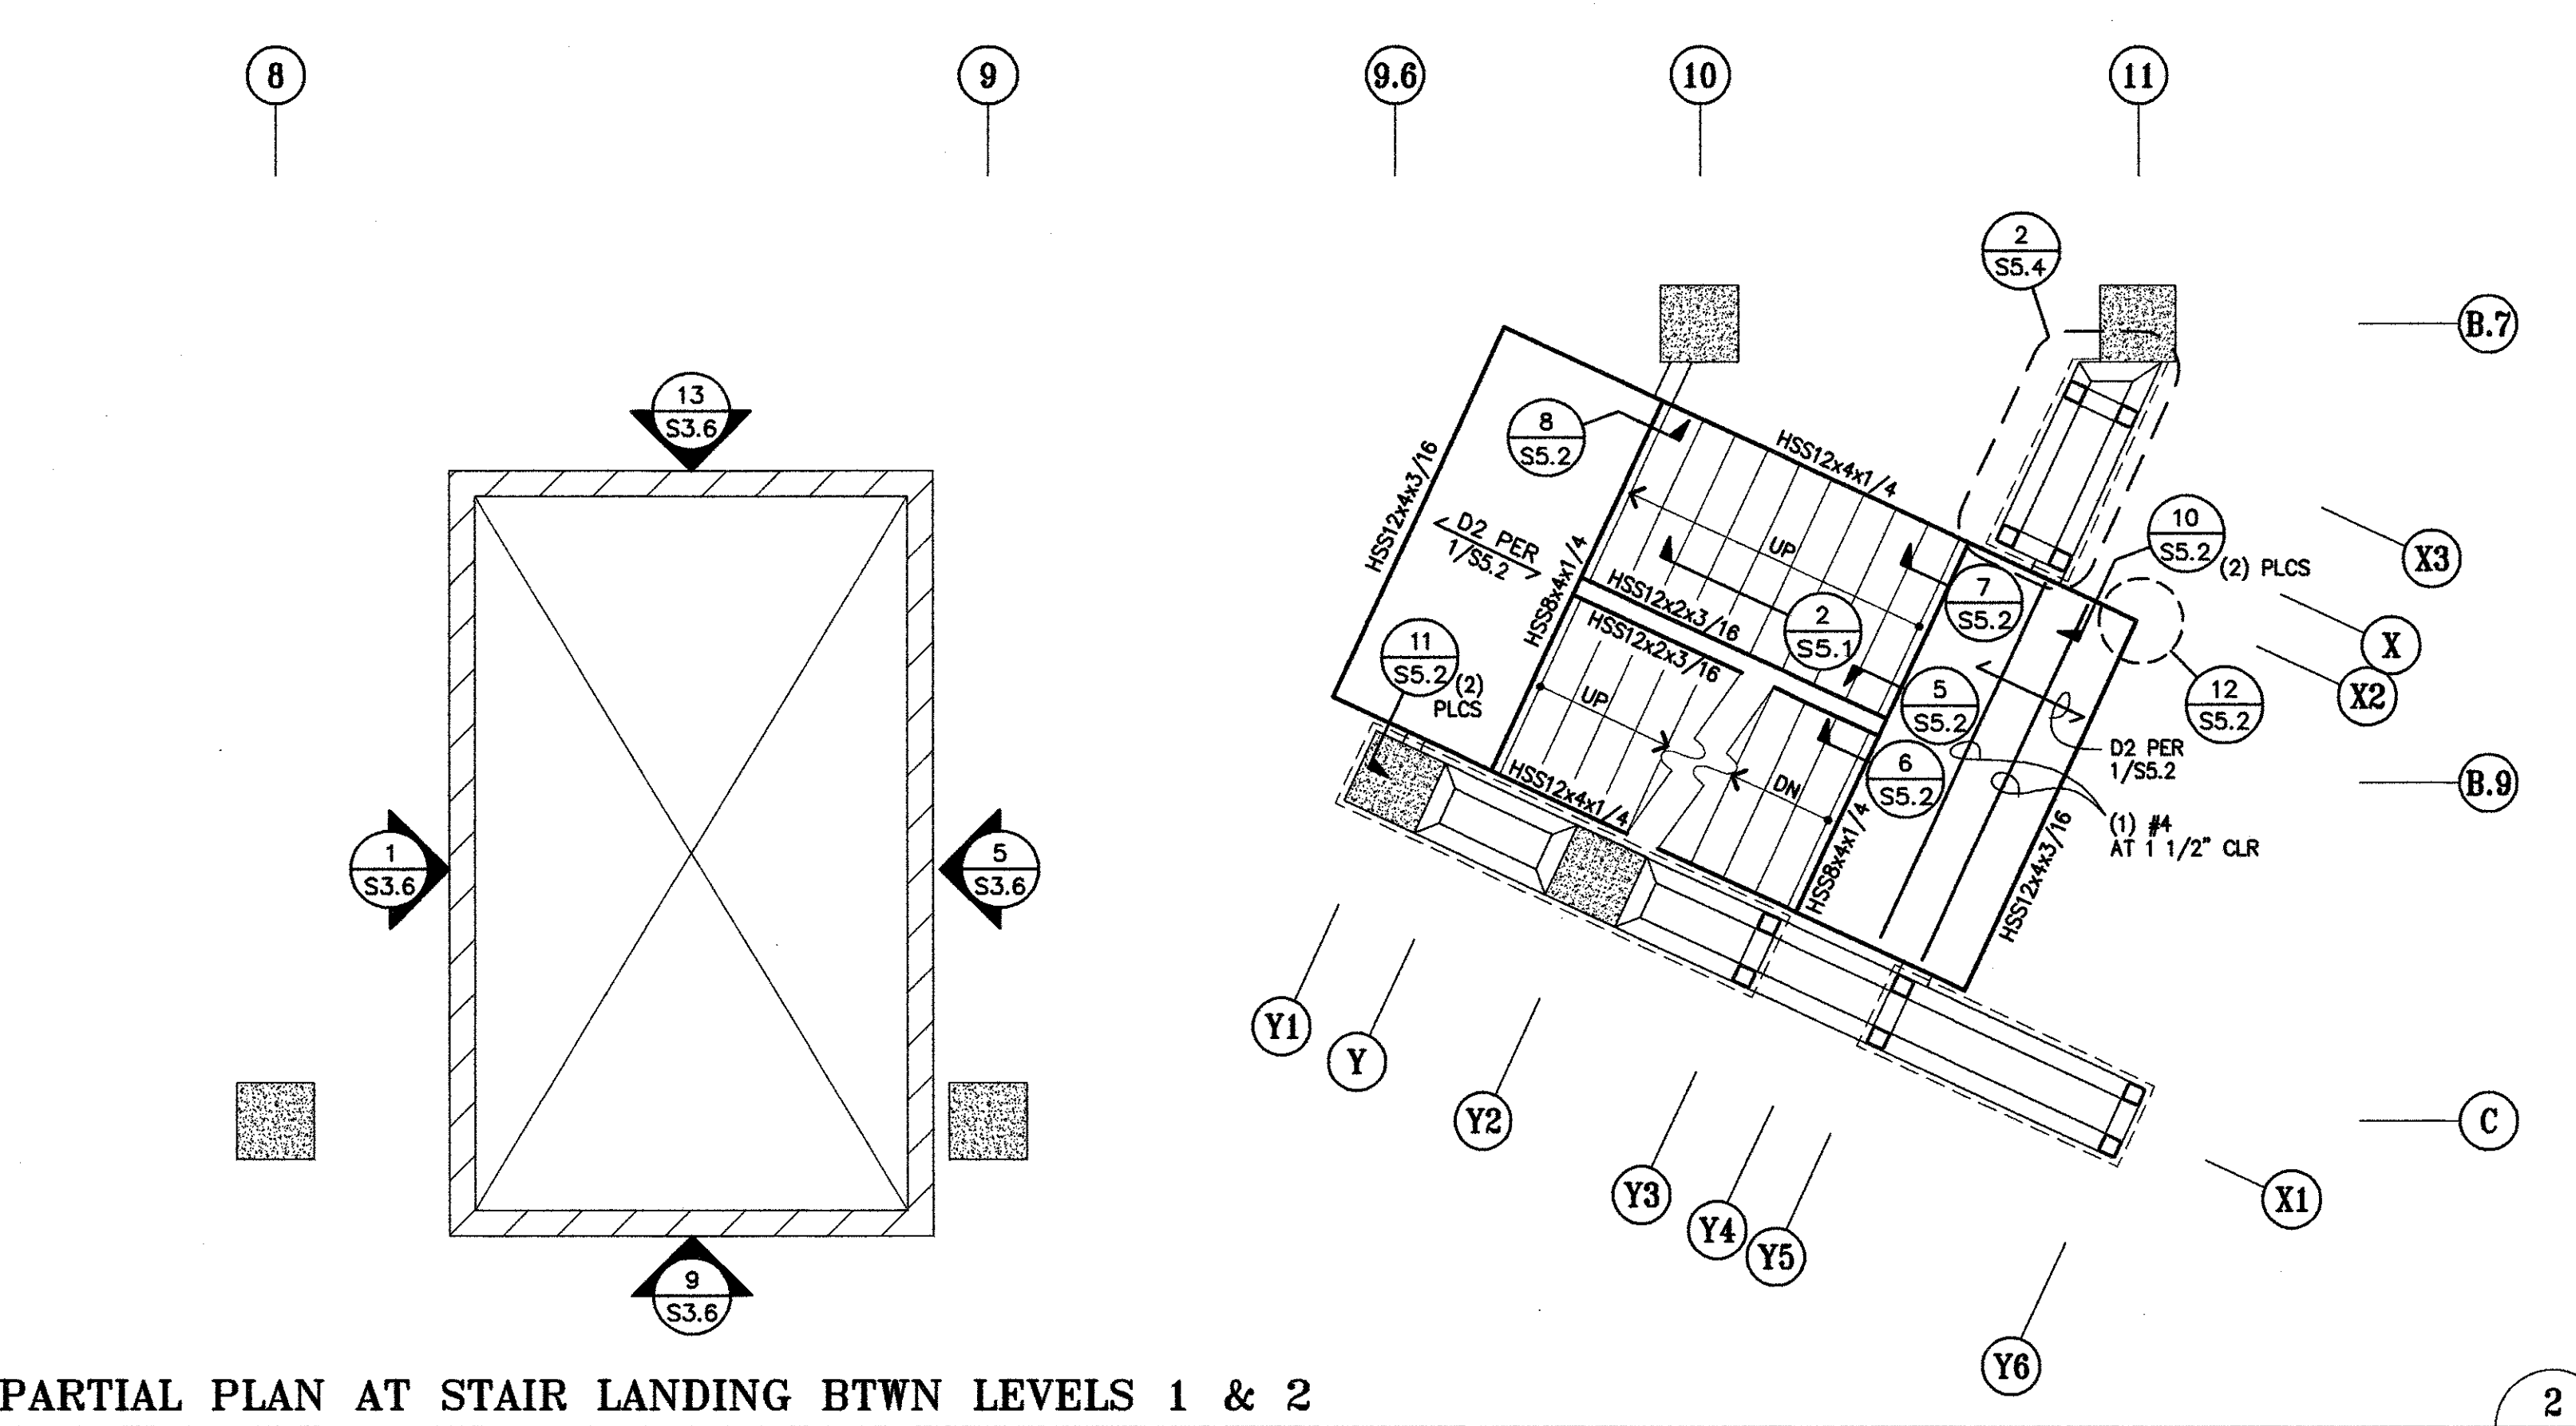 8
9
9.6
10
11
2
S5.4
B.7
13
S3.6
8
S5.2
HSS12x4x1/4
HSS12x4x3/16
D2 PER
1/S5.2
UP
10
S5.2
(2) PLCS
X3
HSS8x4x1/4
HSS12x2x3/16
7
S5.2
2
S5.1
HSS12x2x3/16
X
11
S5.2
(2)
PLCS
UP
5
S5.2
12
S5.2
X2
D2 PER
1/S5.2
HSS12x4x1/4
DN
6
S5.2
B.9
(1) #4
AT 1 1/2" CLR
HSS8x4x1/4
HSS12x4x3/16
1
S3.6
5
S3.6
Y1
Y
Y2
C
Y3
X1
Y4
Y5
9
S3.6
Y6
PARTIAL PLAN AT STAIR LANDING BTWN LEVELS 1 & 2
2